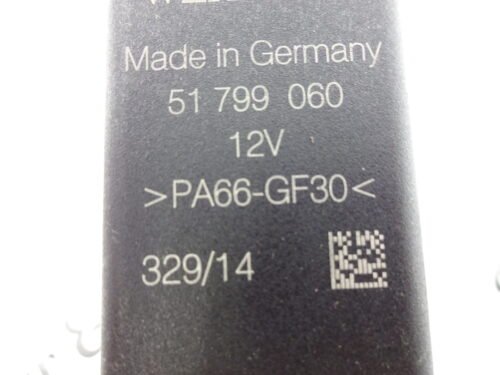 Made in Germany
51 799 060
12V
>PA66-GF30<
329/14